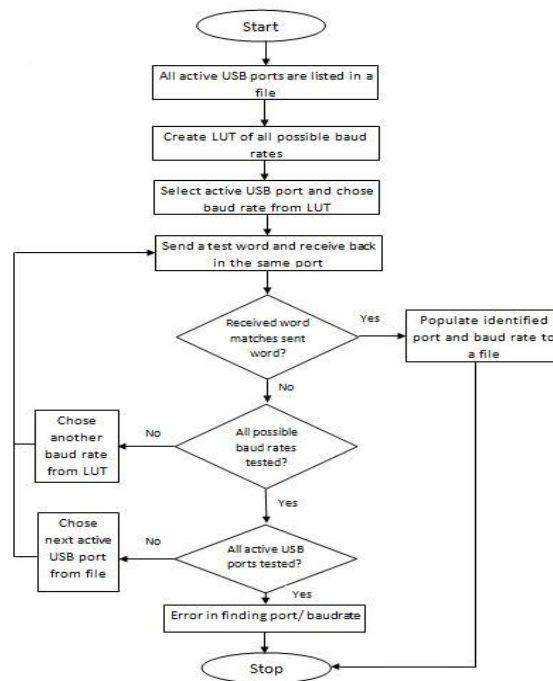 Start
All active USB ports are listed in a
file
Create LUT of all possible baud
rates
Select active USB port and chose
baud rate from LUT
Send a test word and receive back
in the same port
Received word
matches sent
word?
Yes
Populate identified
port and baud rate to
a file
No
All possible
baud rates
tested?
No
Chose
another
baud rate
from LUT
Yes
All active USB
ports tested?
No
Chose
next active
USB port
from file
Yes
Error in finding port/ baudrate
Stop